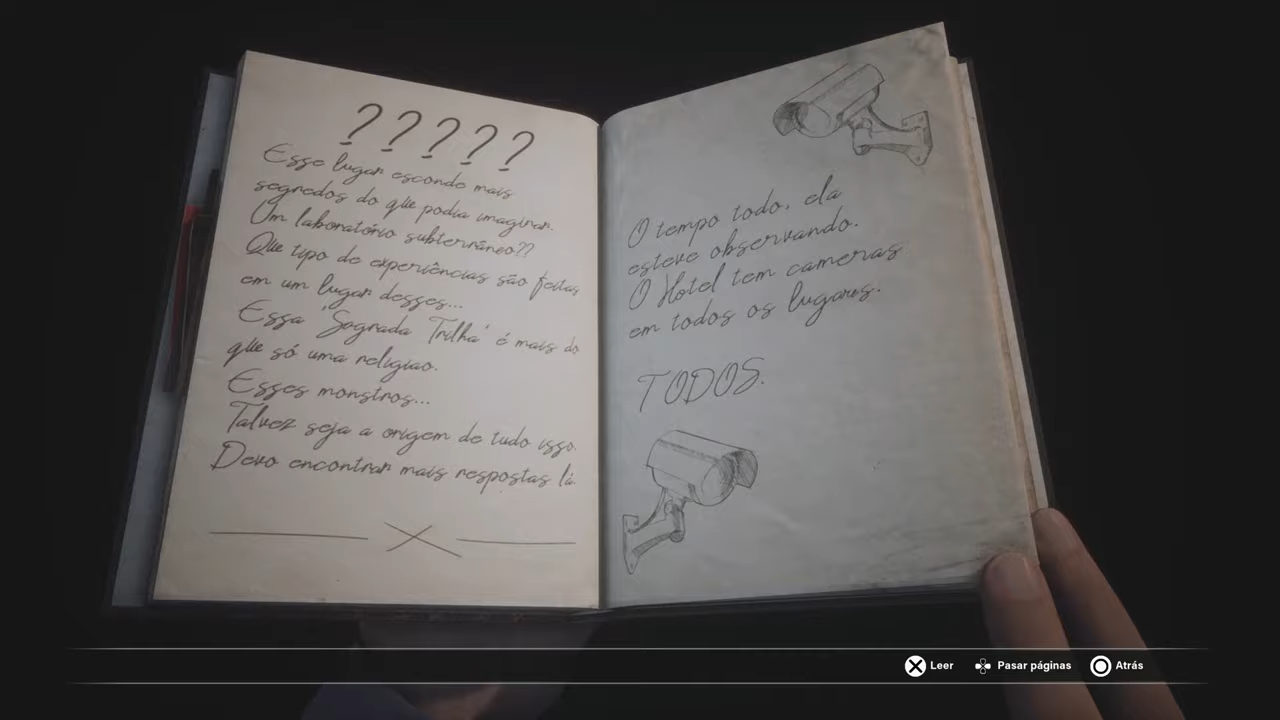 ?????
Esse lugar esconde mais
segredos do que podia imaginar.
Um laboratório subterrâneo??
Que tipo de experiências são feitas
em um lugar desses...
Essa 'Sagrada Trilha' é mais do
que só uma religiao.
Esses monstros...
Talvez seja a origem de tudo isso.
Devo encontrar mais respostas lá.
O tempo todo, ela
esteve observando.
O Hotel tem cameras
em todos os lugares.
TODOS.
Leer
Pasar páginas
Atrás